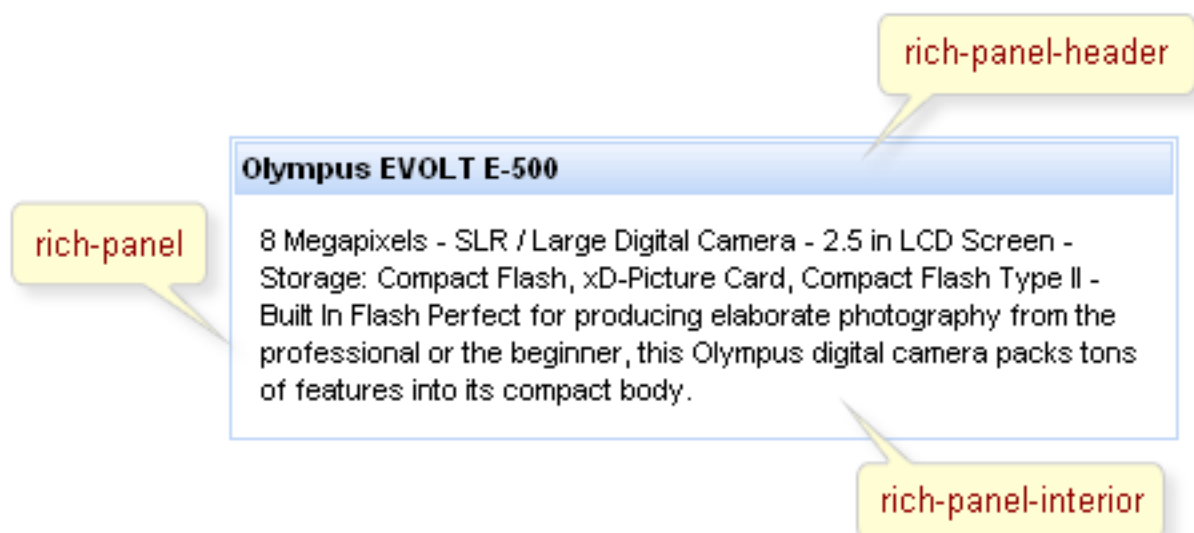 rich-panel-header
Olympus EVOLT E-500
rich-panel
8 Megapixels - SLR / Large Digital Camera - 2.5 in LCD Screen -
Storage: Compact Flash, xD-Picture Card, Compact Flash Type II -
Built In Flash Perfect for producing elaborate photography from the
professional or the beginner, this Olympus digital camera packs tons
of features into its compact body.
rich-panel-interior